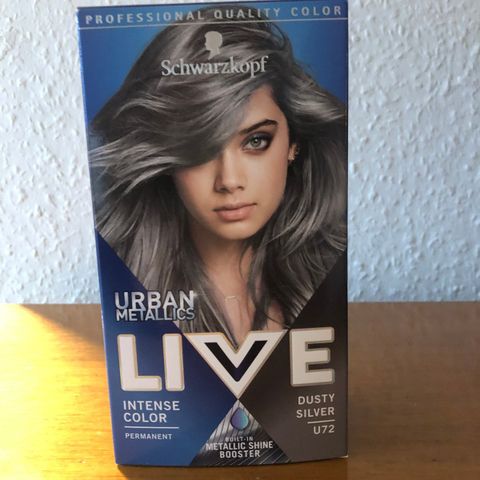 PROFESSIONAL QUALITY COLOR
Schwarzkopf
URBAN
METALLICS
LIVE
INTENSE
COLOR
PERMANENT
BUILT-IN
METALLIC SHINE
BOOSTER
DUSTY
SILVER
U72